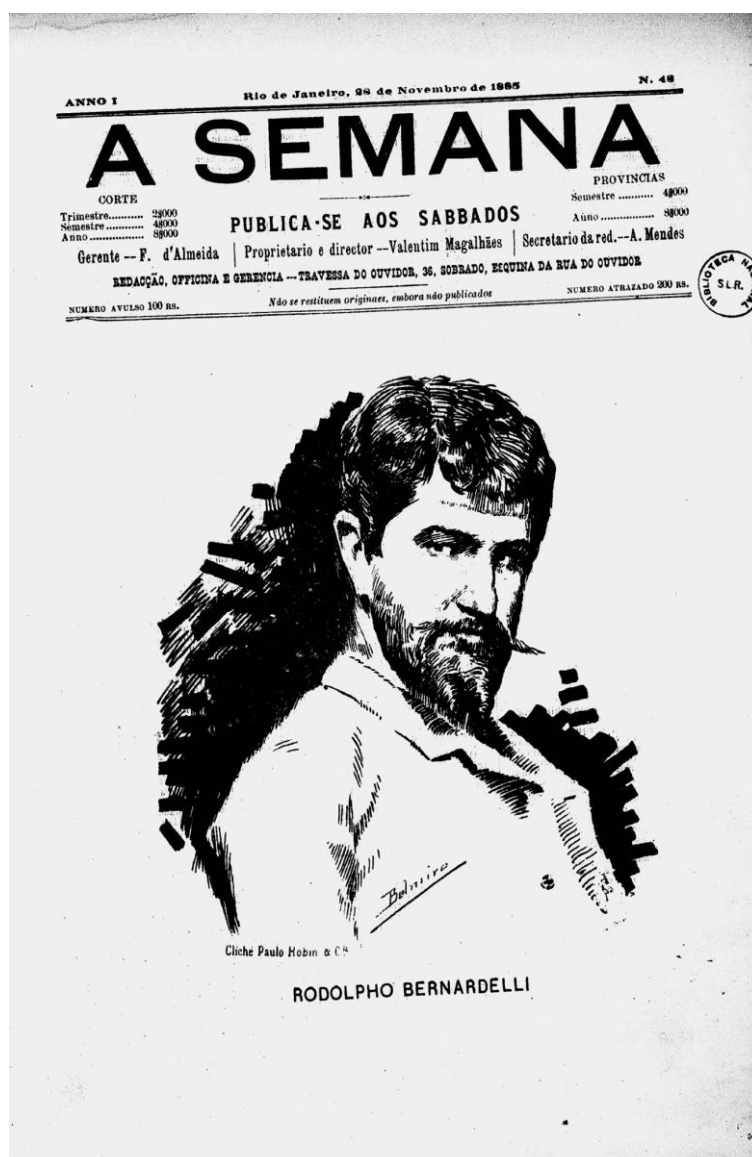 ANNO I
Rio de Janeiro, 28 de Novembro de 1885
N. 48
A SEMANA
CORTE
Trimestre........... 2$000
Semestre............ 4$000
Anno................ 8$000
PUBLICA-SE AOS SABBADOS
PROVINCIAS
Semestre ........... 4$000
Anno................ 8$000
Gerente -- F. d'Almeida | Proprietario e director -- Valentim Magalhães | Secretario da red.--A. Mendes
REDACÇÃO, OFFICINA E GERENCIA --- TRAVESSA DO OUVIDOR, 36, SOBRADO, ESQUINA DA RUA DO OUVIDOR
NUMERO AVULSO 100 RS.
Não se restituem originaes, embora não publicados
NUMERO ATRAZADO 200 RS.
BIBLIOTECA NACIONAL
S.L.R.
Belmiro
Cliché Paulo Robin & Cª
RODOLPHO BERNARDELLI